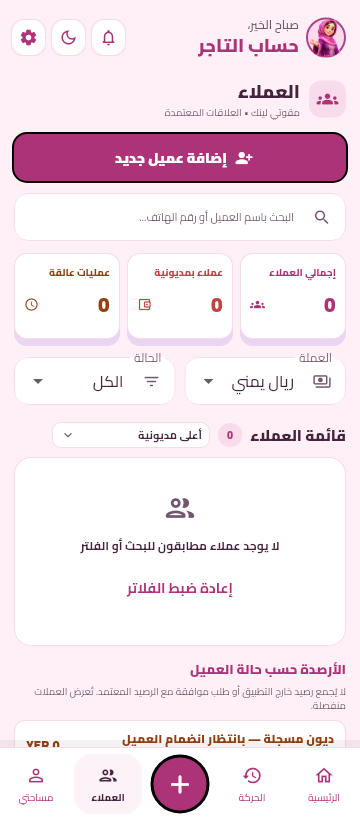 صباح الخير،
حساب التاجر
العملاء
مقوتي لينك • العلاقات المعتمدة
إضافة عميل جديد
البحث باسم العميل أو رقم الهاتف...
إجمالي العملاء
0
عملاء بمديونية
0
عمليات عالقة
0
العملة
ريال يمني
الحالة
الكل
قائمة العملاء
0
أعلى مديونية
لا يوجد عملاء مطابقون للبحث أو الفلتر
إعادة ضبط الفلاتر
الأرصدة حسب حالة العميل
لا يُجمع رصيد خارج التطبيق أو طلب موافقة مع الرصيد المعتمد. تُعرض العملات
منفصلة.
ديون مسجلة — بانتظار انضمام العميل
YER 0
الرئيسية
الحركة
العملاء
مساحتي